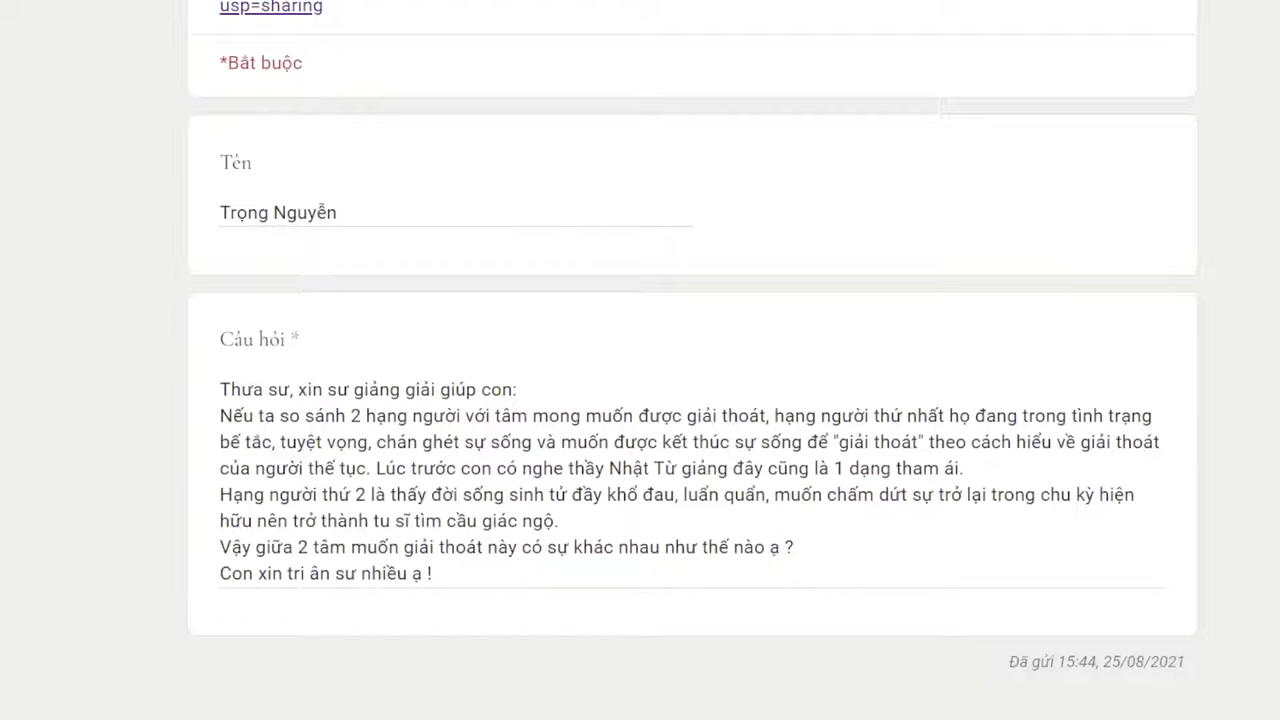 usp=sharing
*Bắt buộc
Tên
Trọng Nguyễn
Câu hỏi *
Thưa sư, xin sư giảng giải giúp con:
Nếu ta so sánh 2 hạng người với tâm mong muốn được giải thoát, hạng người thứ nhất họ đang trong tình trạng
bế tắc, tuyệt vọng, chán ghét sự sống và muốn được kết thúc sự sống để "giải thoát" theo cách hiểu về giải thoát
của người thế tục. Lúc trước con có nghe thầy Nhật Từ giảng đây cũng là 1 dạng tham ái.
Hạng người thứ 2 là thấy đời sống sinh tử đầy khổ đau, luẩn quẩn, muốn chấm dứt sự trở lại trong chu kỳ hiện
hữu nên trở thành tu sĩ tìm cầu giác ngộ.
Vậy giữa 2 tâm muốn giải thoát này có sự khác nhau như thế nào ạ ?
Con xin tri ân sư nhiều ạ !
Đã gửi 15:44, 25/08/2021